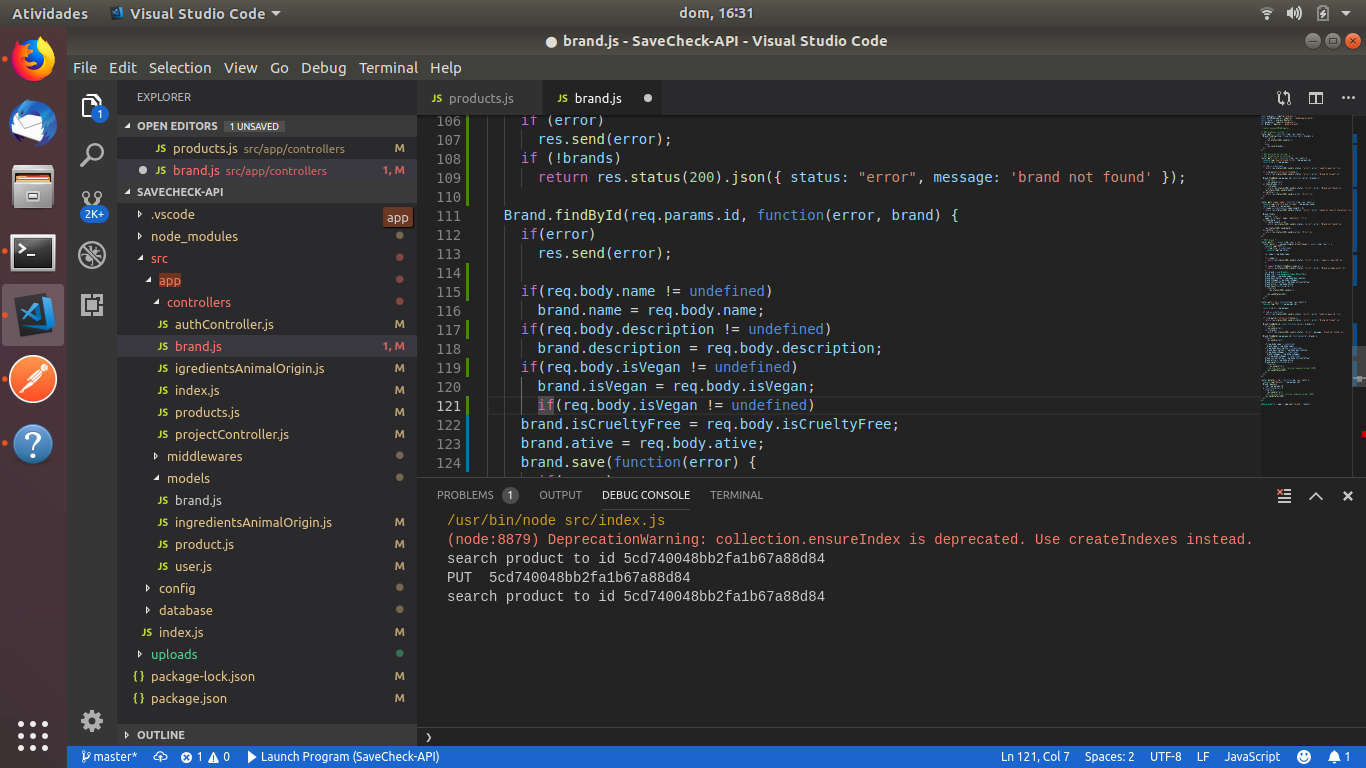 Atividades Visual Studio Code dom, 16:31
brand.js - SaveCheck-API - Visual Studio Code
File Edit Selection View Go Debug Terminal Help
1
2K+
EXPLORER
OPEN EDITORS 1 UNSAVED
products.js src/app/controllers M
brand.js src/app/controllers 1, M
SAVECHECK-API
.vscode
app
node_modules
src
app
controllers
JS authController.js M
JS brand.js 1, M
JS igredientsAnimalOrigin.js M
JS index.js M
JS products.js M
JS projectController.js M
middlewares
models
JS brand.js
JS ingredientsAnimalOrigin.js M
JS product.js M
JS user.js M
config
database
JS index.js M
uploads
{ } package-lock.json M
{ } package.json M
OUTLINE
JS products.js JS brand.js
106 if (error)
107 res.send(error);
108 if (!brands)
109 return res.status(200).json({ status: "error", message: 'brand not found' });
110
111 Brand.findById(req.params.id, function(error, brand) {
112 if(error)
113 res.send(error);
114
115 if(req.body.name != undefined)
116 brand.name = req.body.name;
117 if(req.body.description != undefined)
118 brand.description = req.body.description;
119 if(req.body.isVegan != undefined)
120 brand.isVegan = req.body.isVegan;
121 if(req.body.isVegan != undefined)
122 brand.isCrueltyFree = req.body.isCrueltyFree;
123 brand.ative = req.body.ative;
124 brand.save(function(error) {
PROBLEMS 1 OUTPUT DEBUG CONSOLE TERMINAL
/usr/bin/node src/index.js
(node:8879) DeprecationWarning: collection.ensureIndex is deprecated. Use createIndexes instead.
search product to id 5cd740048bb2fa1b67a88d84
PUT 5cd740048bb2fa1b67a88d84
search product to id 5cd740048bb2fa1b67a88d84
master* 1 0 Launch Program (SaveCheck-API) Ln 121, Col 7 Spaces: 2 UTF-8 LF JavaScript 1